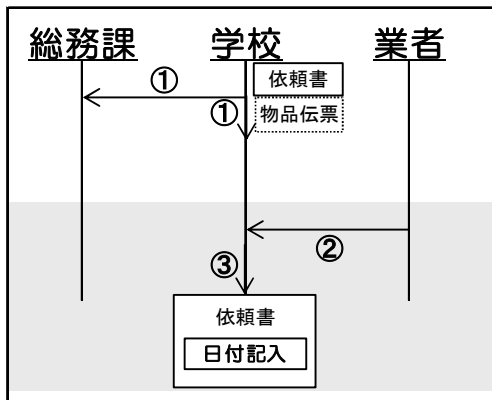 総務課 学校 業者
①
依頼書
①
物品伝票
②
③
依頼書
日付記入